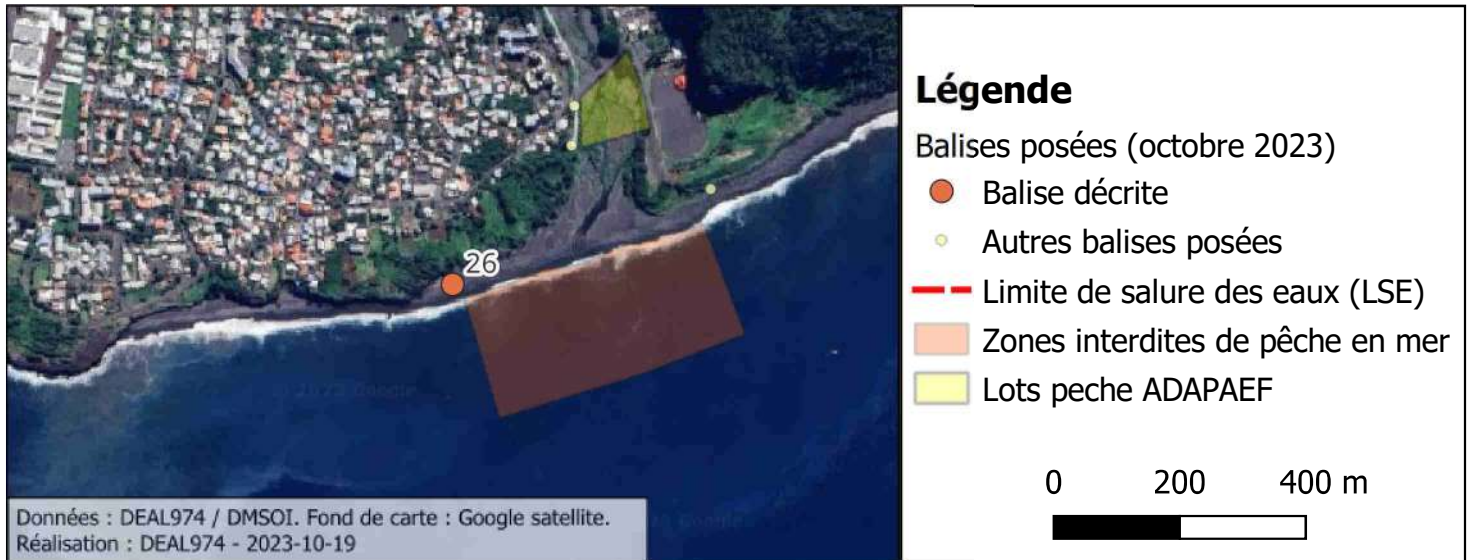 26
Données : DEAL974 / DMSOI. Fond de carte : Google satellite.
Réalisation : DEAL974 - 2023-10-19
Légende
Balises posées (octobre 2023)
Balise décrite
Autres balises posées
Limite de salure des eaux (LSE)
Zones interdites de pêche en mer
Lots peche ADAPAEF
0 200 400 m